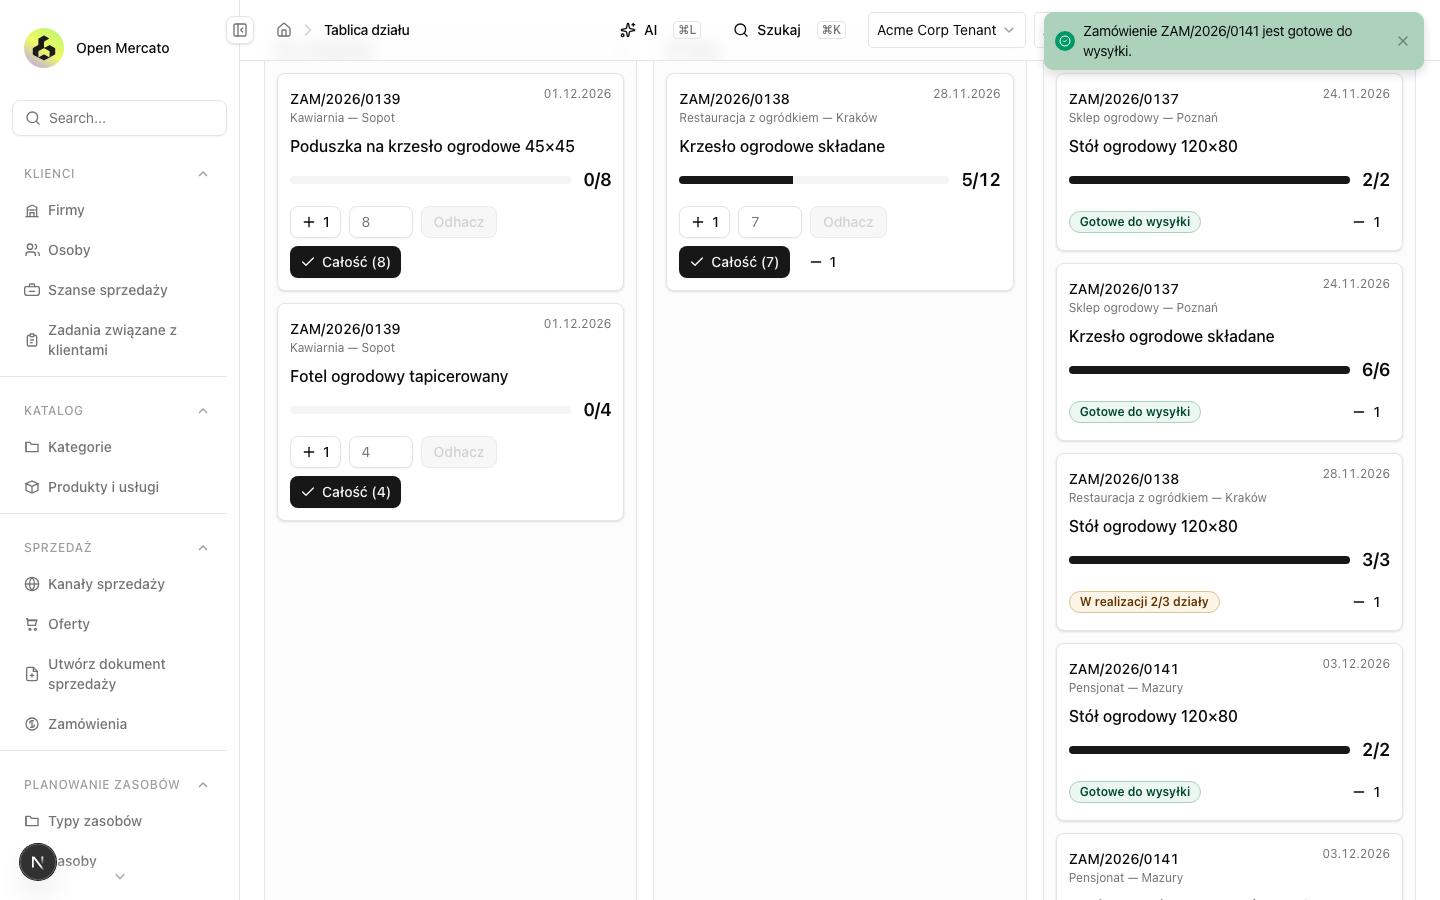 Open Mercato
Search...
KLIENCI
Firmy
Osoby
Szanse sprzedaży
Zadania związane z
klientami
KATALOG
Kategorie
Produkty i usługi
SPRZEDAŻ
Kanały sprzedaży
Oferty
Utwórz dokument
sprzedaży
Zamówienia
PLANOWANIE ZASOBÓW
Typy zasobów
asoby
N
Tablica działu
AI ⌘L
Szukaj ⌘K
Acme Corp Tenant
Zamówienie ZAM/2026/0141 jest gotowe do
wysyłki.
ZAM/2026/0139 01.12.2026
Kawiarnia — Sopot
Poduszka na krzesło ogrodowe 45×45
0/8
+ 1 8 Odhacz
Całość (8)
ZAM/2026/0139 01.12.2026
Kawiarnia — Sopot
Fotel ogrodowy tapicerowany
0/4
+ 1 4 Odhacz
Całość (4)
ZAM/2026/0138 28.11.2026
Restauracja z ogródkiem — Kraków
Krzesło ogrodowe składane
5/12
+ 1 7 Odhacz
Całość (7) − 1
ZAM/2026/0137 24.11.2026
Sklep ogrodowy — Poznań
Stół ogrodowy 120×80
2/2
Gotowe do wysyłki − 1
ZAM/2026/0137 24.11.2026
Sklep ogrodowy — Poznań
Krzesło ogrodowe składane
6/6
Gotowe do wysyłki − 1
ZAM/2026/0138 28.11.2026
Restauracja z ogródkiem — Kraków
Stół ogrodowy 120×80
3/3
W realizacji 2/3 działy − 1
ZAM/2026/0141 03.12.2026
Pensjonat — Mazury
Stół ogrodowy 120×80
2/2
Gotowe do wysyłki − 1
ZAM/2026/0141 03.12.2026
Pensjonat — Mazury